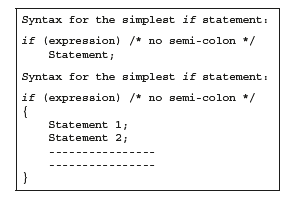 Syntax for the simplest if statement:
if (expression) /* no semi-colon */
Statement;
Syntax for the simplest if statement:
if (expression) /* no semi-colon */
{
Statement 1;
Statement 2;
----------------
----------------
}